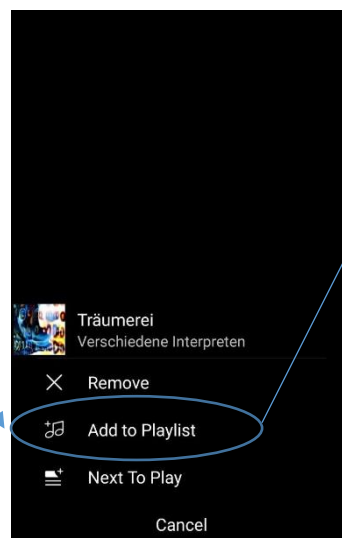 Träumerei
Verschiedene Interpreten
Remove
Add to Playlist
Next To Play
Cancel